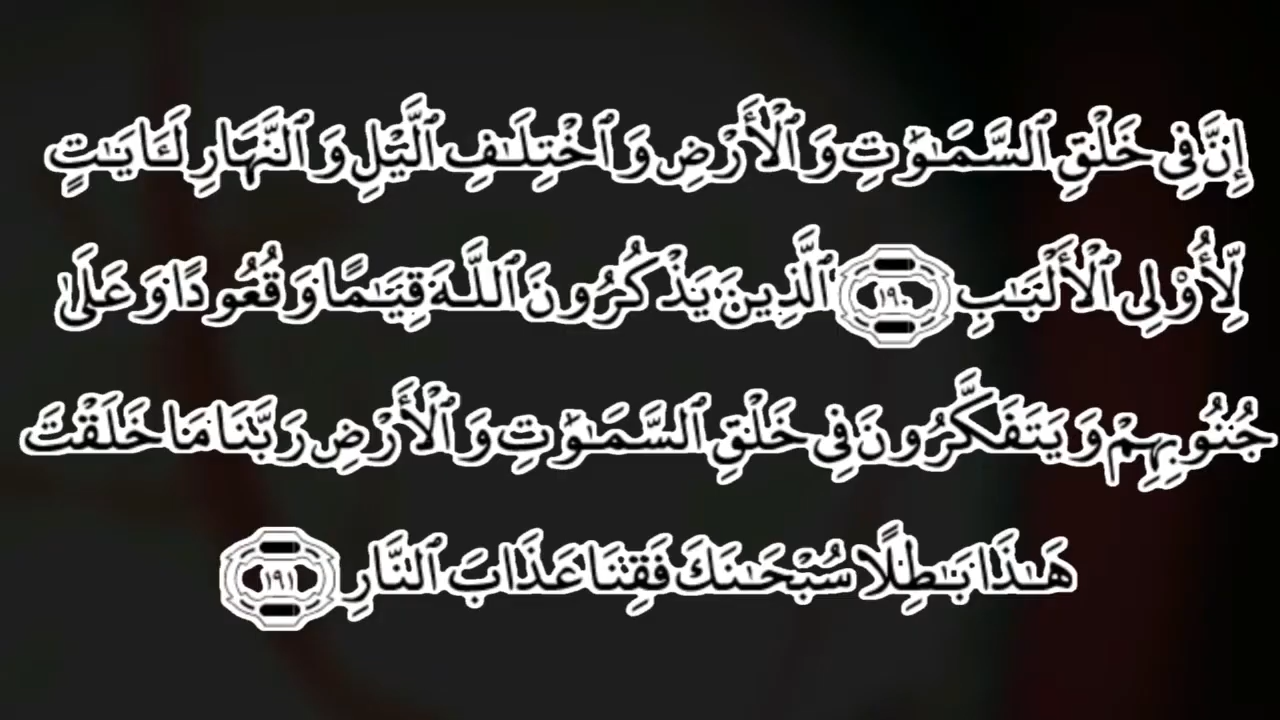 إِنَّ فِي خَلْقِ ٱلسَّمَـٰوَٰتِ وَٱلْأَرْضِ وَٱخْتِلَـٰفِ ٱلَّيْلِ وَٱلنَّهَارِ لَـَٔايَـٰتٍ
لِّأُو۟لِى ٱلْأَلْبَـٰبِ ١٩٠ ٱلَّذِينَ يَذْكُرُونَ ٱللَّهَ قِيَـٰمًا وَقُعُودًا وَعَلَىٰ
جُنُوبِهِمْ وَيَتَفَكَّرُونَ فِي خَلْقِ ٱلسَّمَـٰوَٰتِ وَٱلْأَرْضِ رَبَّنَا مَا خَلَقْتَ
هَـٰذَا بَـٰطِلًا سُبْحَـٰنَكَ فَقِنَا عَذَابَ ٱلنَّارِ ١٩١